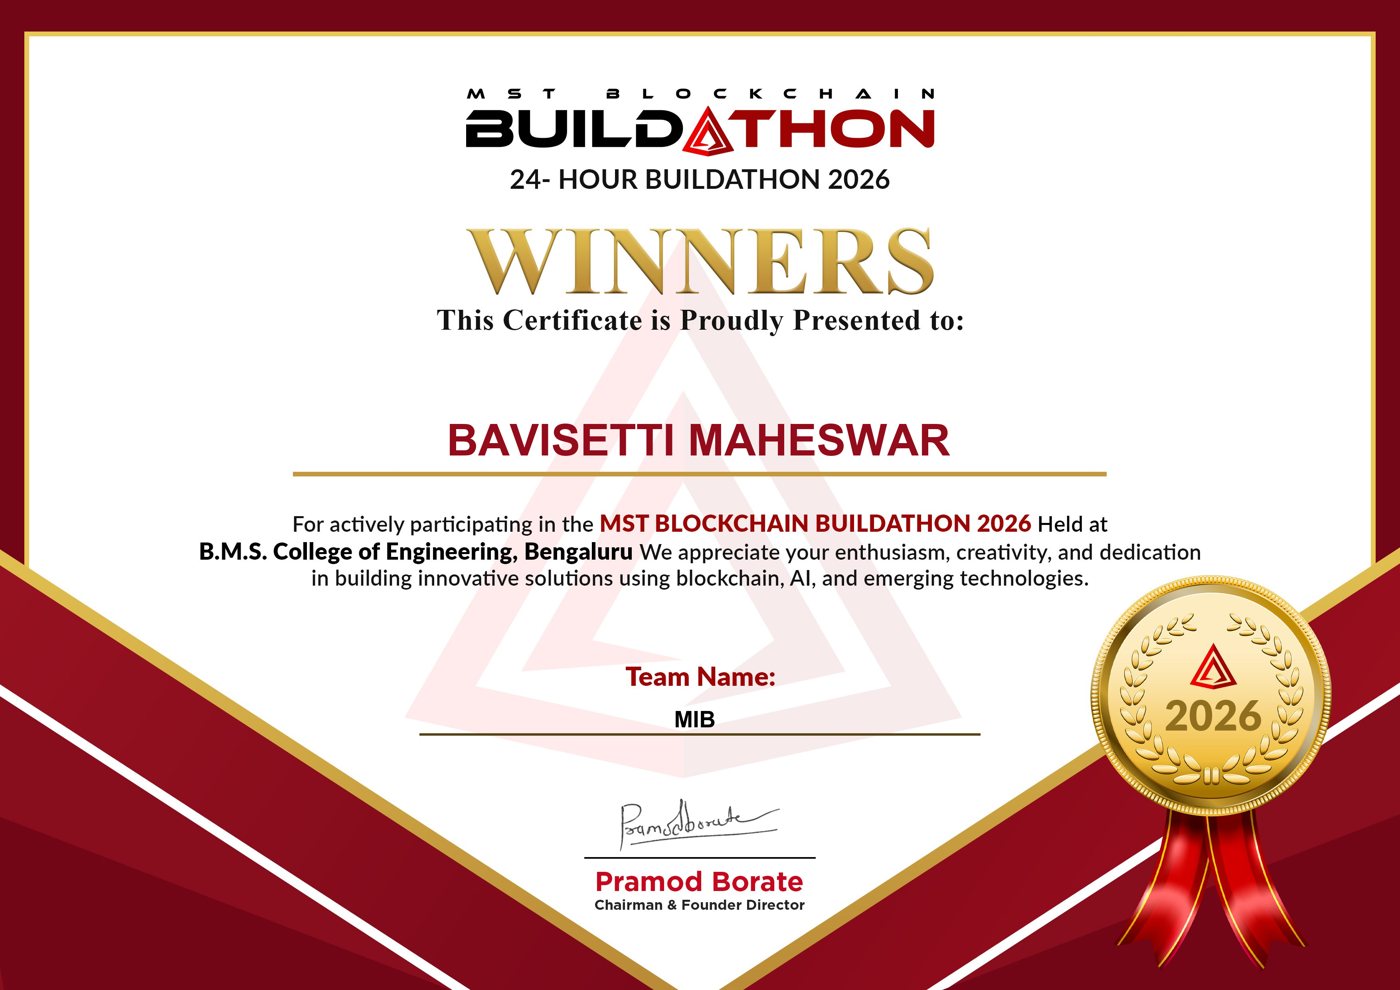 MST BLOCKCHAIN
BUILDATHON
24- HOUR BUILDATHON 2026
WINNERS
This Certificate is Proudly Presented to:
BAVISETTI MAHESWAR
For actively participating in the MST BLOCKCHAIN BUILDATHON 2026 Held at
B.M.S. College of Engineering, Bengaluru We appreciate your enthusiasm, creativity, and dedication
in building innovative solutions using blockchain, AI, and emerging technologies.
Team Name:
MIB
2026
Pramod Borate
Pramod Borate
Chairman & Founder Director